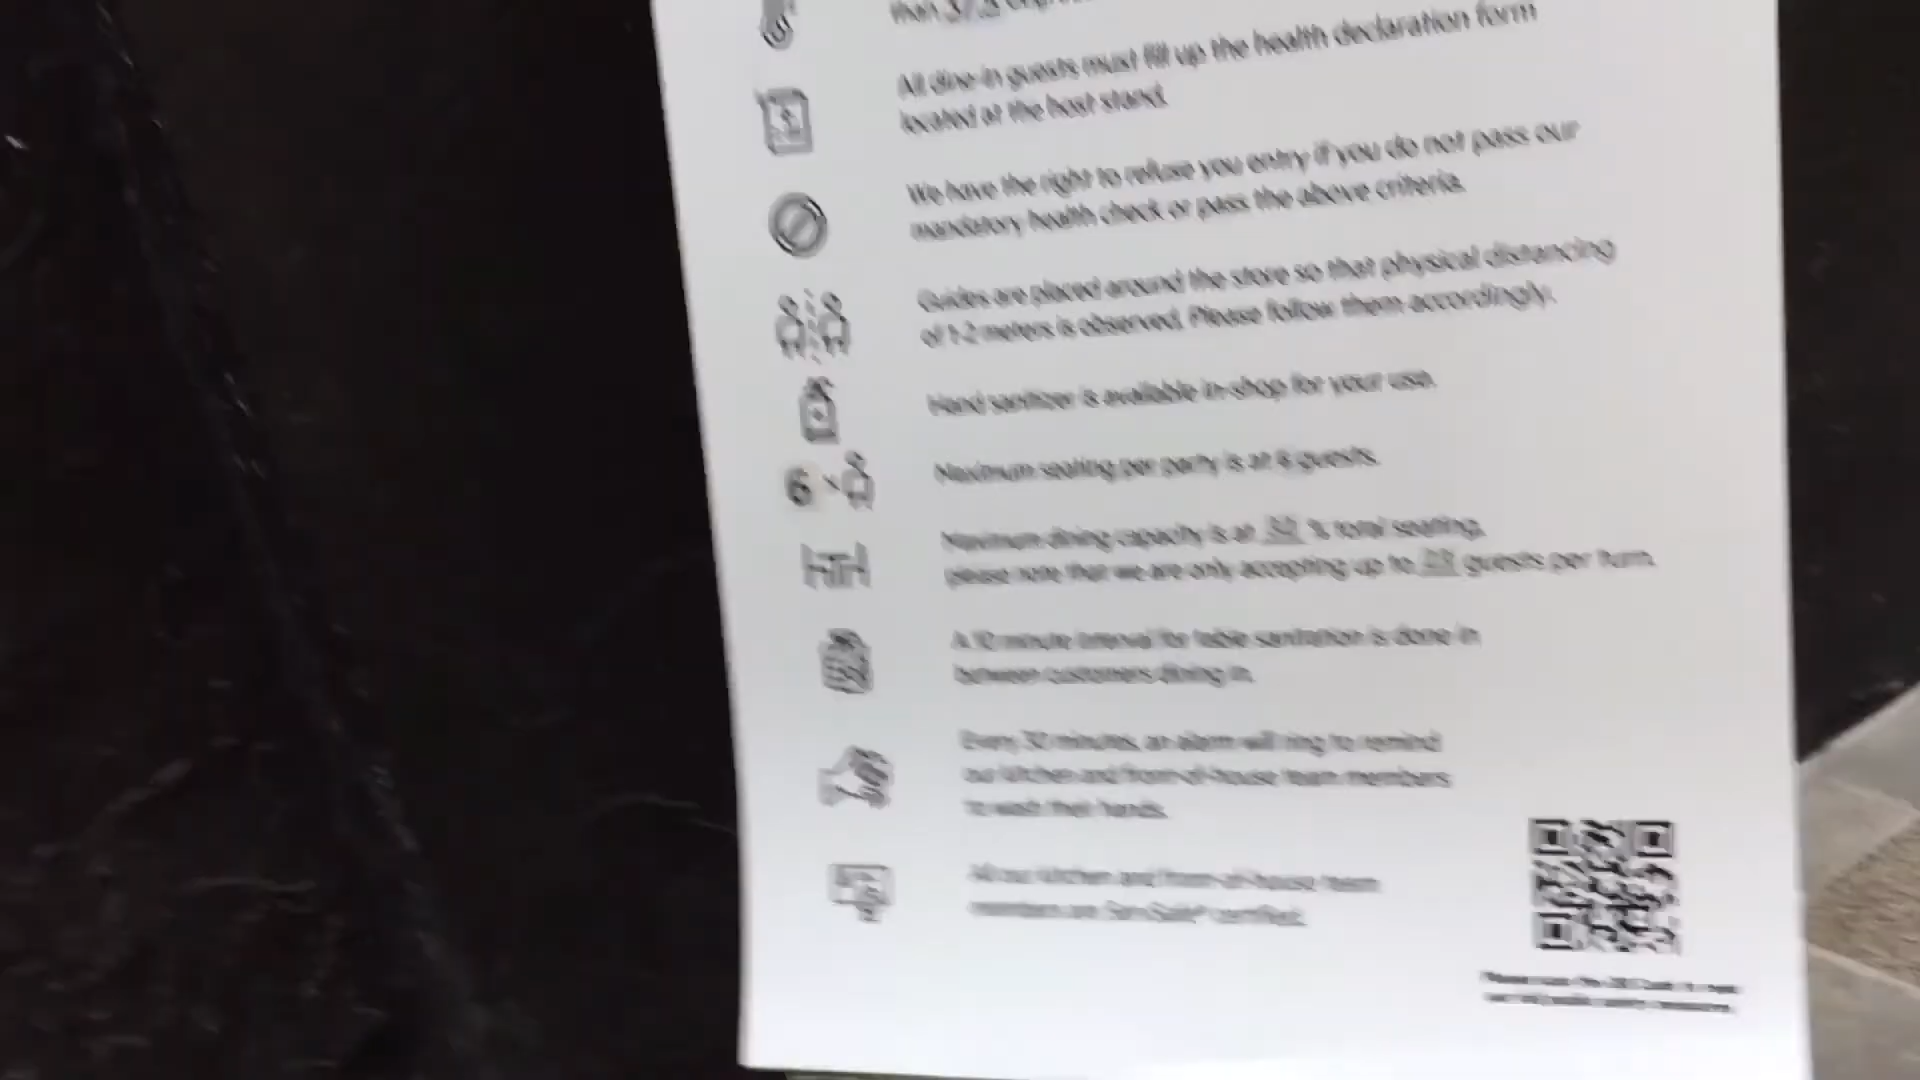 than 37.5
All dine-in guests must fill up the health declaration form
located at the host stand.
We have the right to refuse you entry if you do not pass our
mandatory health check or pass the above criteria.
Guides are placed around the store so that physical distancing
of 1-2 meters is observed. Please follow them accordingly.
Hand sanitizer is available in-shop for your use.
6 x
Maximum seating per party is at 6 guests.
Maximum dining capacity is at % total seating,
please note that we are only accepting up to guests per turn.
A 10 minute interval for table sanitation is done in
between customers dining in.
Every 30 minutes, an alarm will ring to remind
our kitchen and front-of-house team members
to wash their hands.
All our kitchen and front-of-house team
members are certified.